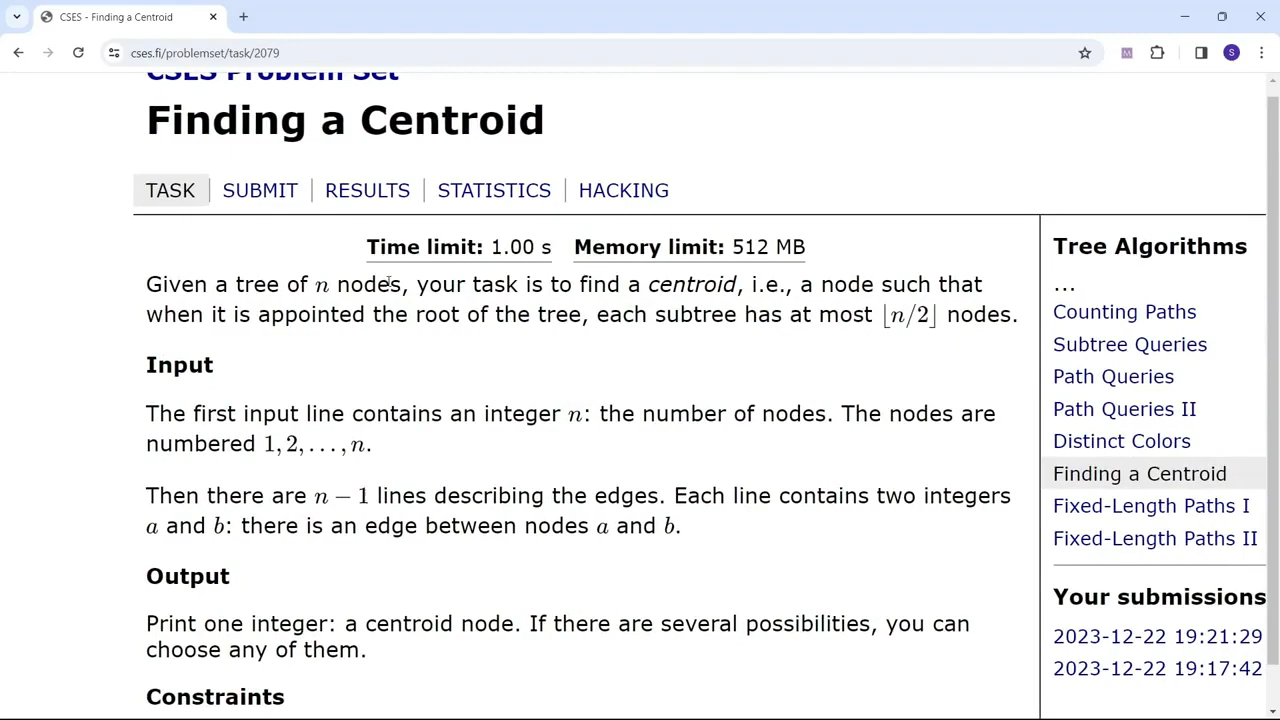 CSES - Finding a Centroid
cses.fi/problemset/task/2079
M
S
CSES Problem Set
Finding a Centroid
TASK SUBMIT RESULTS STATISTICS HACKING
Time limit: 1.00 s Memory limit: 512 MB
Given a tree of n nodes, your task is to find a centroid, i.e., a node such that
when it is appointed the root of the tree, each subtree has at most ⌊n/2⌋ nodes.
Input
The first input line contains an integer n: the number of nodes. The nodes are
numbered 1, 2, . . . , n.
Then there are n − 1 lines describing the edges. Each line contains two integers
a and b: there is an edge between nodes a and b.
Output
Print one integer: a centroid node. If there are several possibilities, you can
choose any of them.
Constraints
Tree Algorithms
...
Counting Paths
Subtree Queries
Path Queries
Path Queries II
Distinct Colors
Finding a Centroid
Fixed-Length Paths I
Fixed-Length Paths II
Your submissions
2023-12-22 19:21:29
2023-12-22 19:17:42